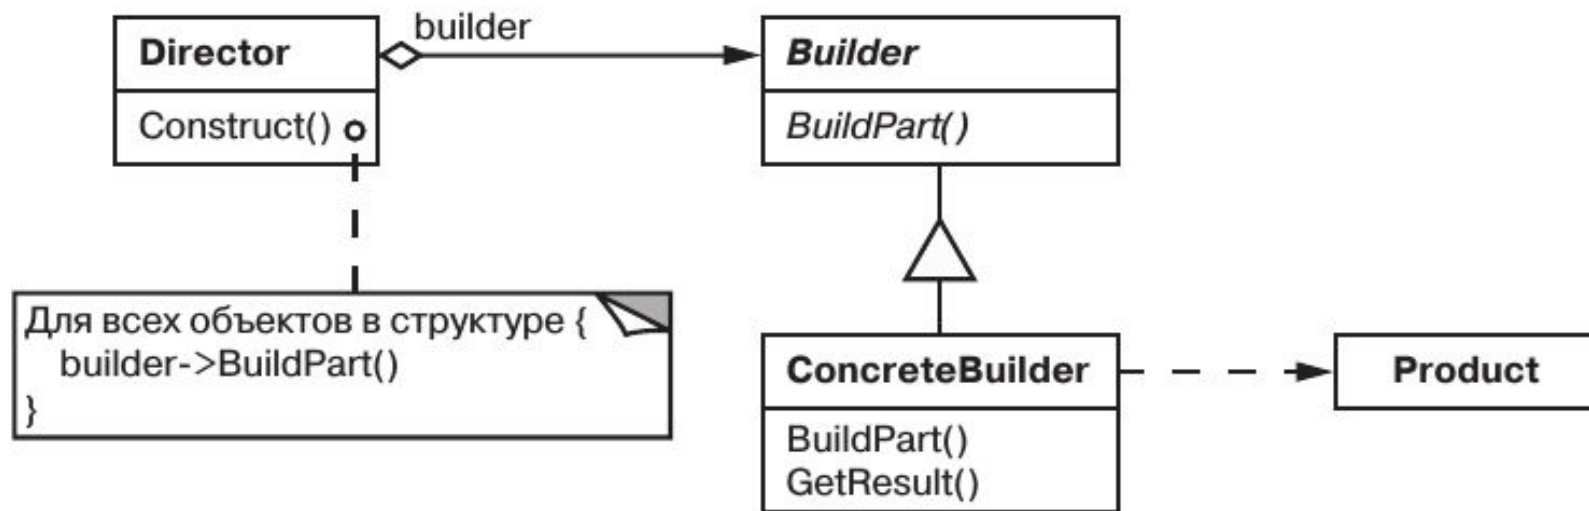 Director
Construct()
builder
Builder
BuildPart()
Для всех объектов в структуре {
builder->BuildPart()
}
ConcreteBuilder
BuildPart()
GetResult()
Product